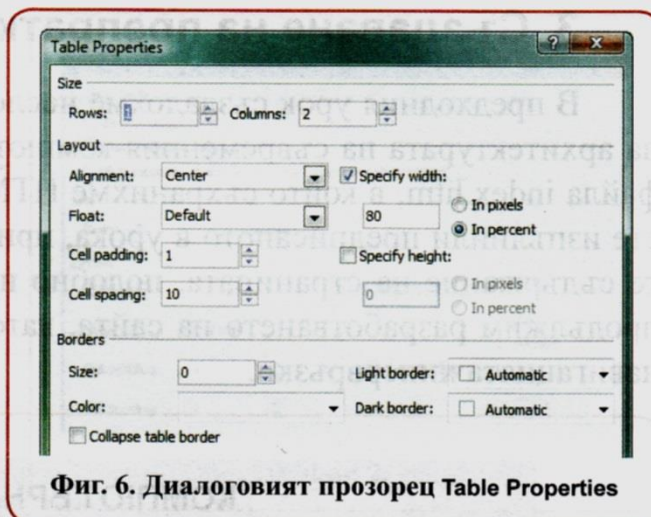 Table Properties
Size
Rows: 1 Columns: 2
Layout
Alignment: Center Specify width:
Float: Default 80 In pixels
In percent
Cell padding: 1 Specify height:
Cell spacing: 10 0 In pixels
In percent
Borders
Size: 0 Light border: Automatic
Color: Dark border: Automatic
Collapse table border
Фиг. 6. Диалоговият прозорец Table Properties